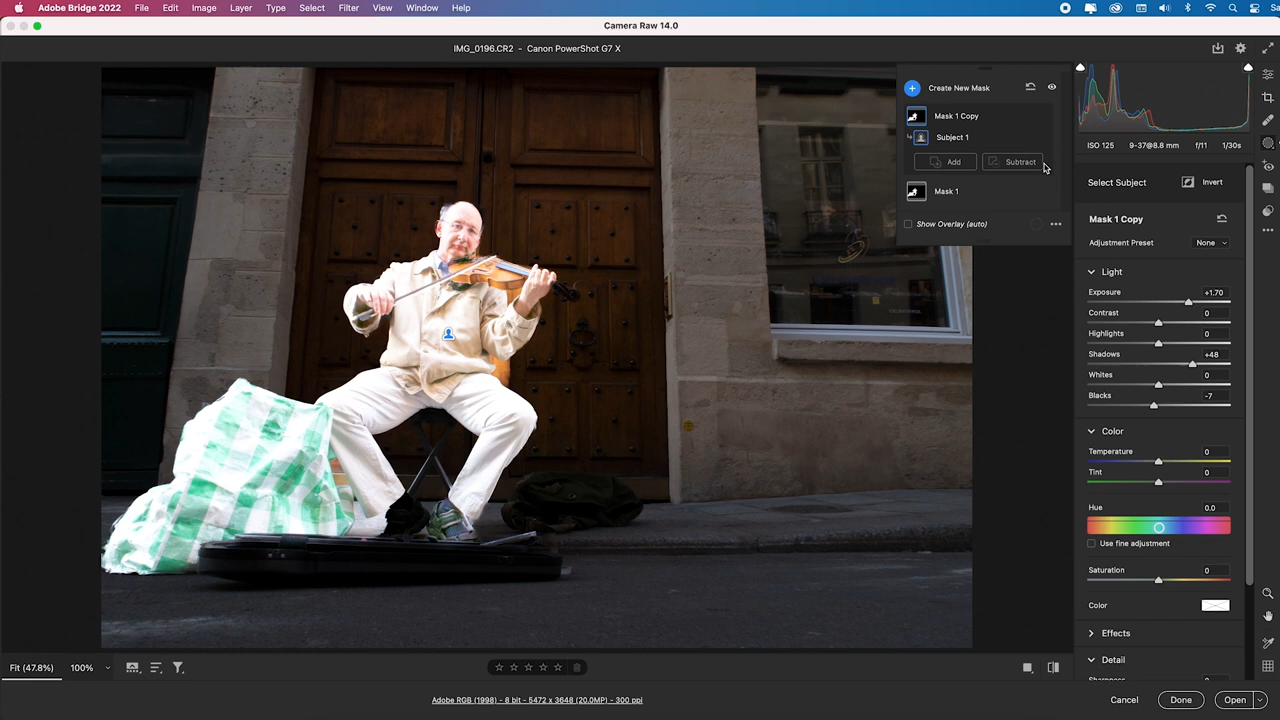 Adobe Bridge 2022 File Edit Image Layer Type Select Filter View Window Help
Camera Raw 14.0
IMG_0196.CR2 - Canon PowerShot G7 X
Create New Mask
Mask 1 Copy
Subject 1
Add Subtract
Mask 1
Show Overlay (auto)
ISO 125 9-37@8.8 mm f/11 1/30s
Select Subject Invert
Mask 1 Copy
Adjustment Preset None
Light
Exposure +1.70
Contrast 0
Highlights 0
Shadows +48
Whites 0
Blacks -7
Color
Temperature 0
Tint 0
Hue 0.0
Use fine adjustment
Saturation 0
Color
Effects
Detail
Fit (47.8%) 100%
Adobe RGB (1998) - 8 bit - 5472 x 3648 (20.0MP) - 300 ppi
Cancel Done Open